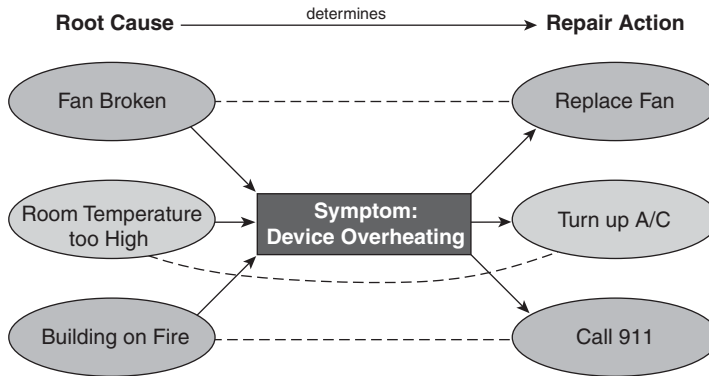 determines
Root Cause
Repair Action
Fan Broken
Replace Fan
Room Temperature
too High
Symptom:
Device Overheating
Turn up A/C
Building on Fire
Call 911